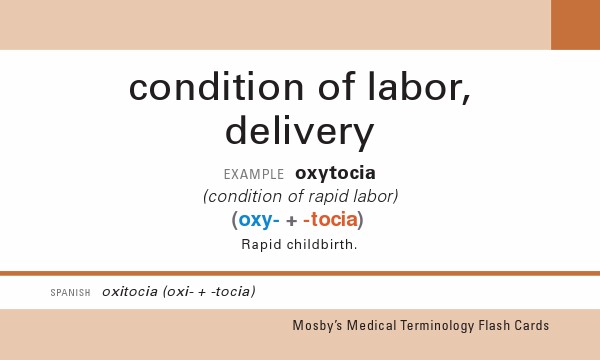 condition of labor,
delivery
EXAMPLE oxytocia
(condition of rapid labor)
(oxy- + -tocia)
Rapid childbirth.
SPANISH oxitocia (oxi- + -tocia)
Mosby's Medical Terminology Flash Cards